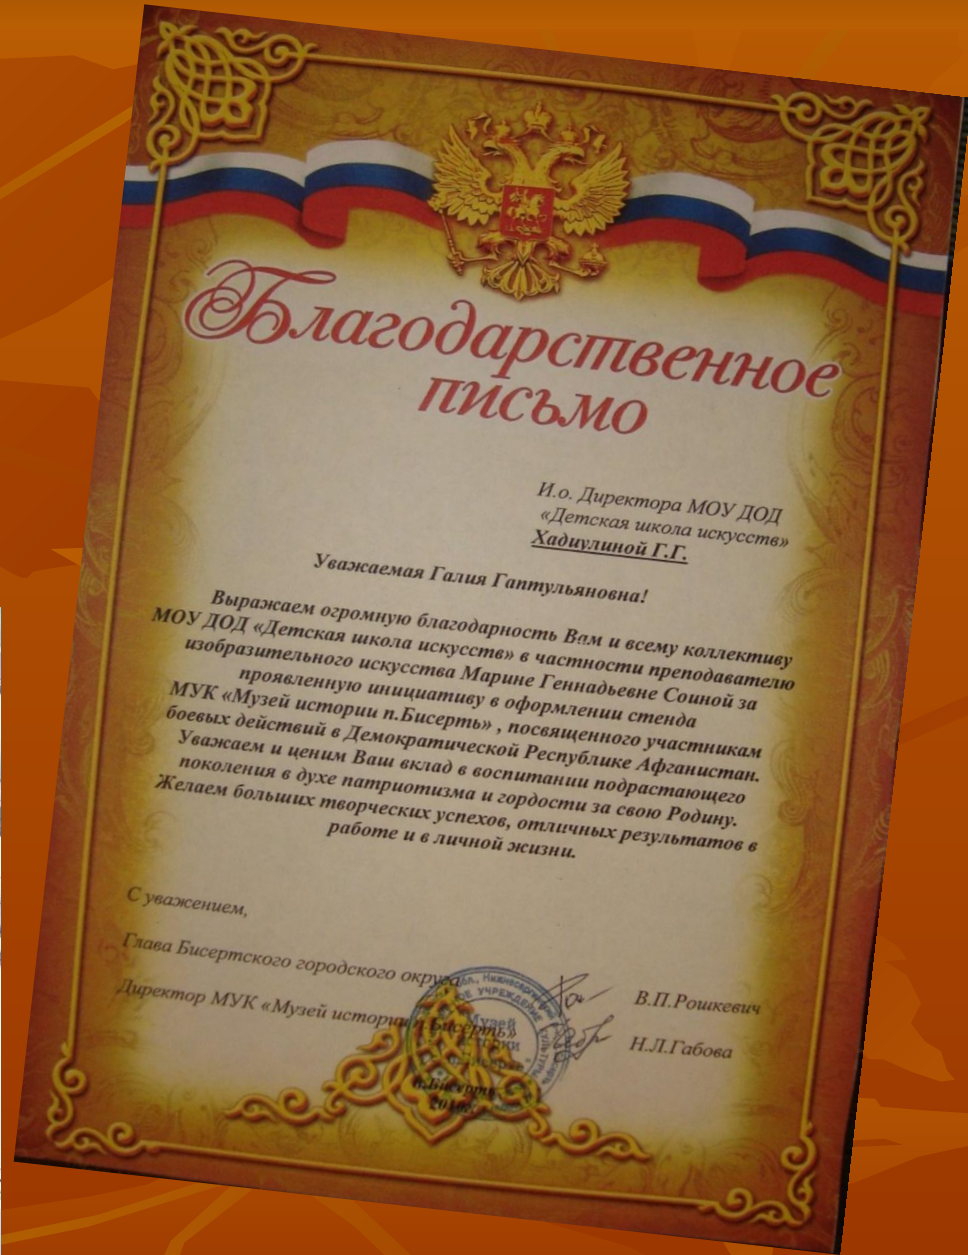 Благодарственное
письмо
И.о. Директора МОУ ДОД
«Детская школа искусств»
Хадиулиной Г.Г.
Уважаемая Галия Гаптульяновна!
Выражаем огромную благодарность Вам и всему коллективу
МОУ ДОД «Детская школа искусств» в частности преподавателю
изобразительного искусства Марине Геннадьевне Соиной за
проявленную инициативу в оформлении стенда
МУК «Музей истории п.Бисерть» , посвященного участникам
боевых действий в Демократической Республике Афганистан.
Уважаем и ценим Ваш вклад в воспитании подрастающего
поколения в духе патриотизма и гордости за свою Родину.
Желаем больших творческих успехов, отличных результатов в
работе и в личной жизни.
С уважением,
Глава Бисертского городского округа
В.П.Рошкевич
Директор МУК «Музей истории п.Бисерть»
Н.Л.Габова
Музей
истории
п.Бисерть